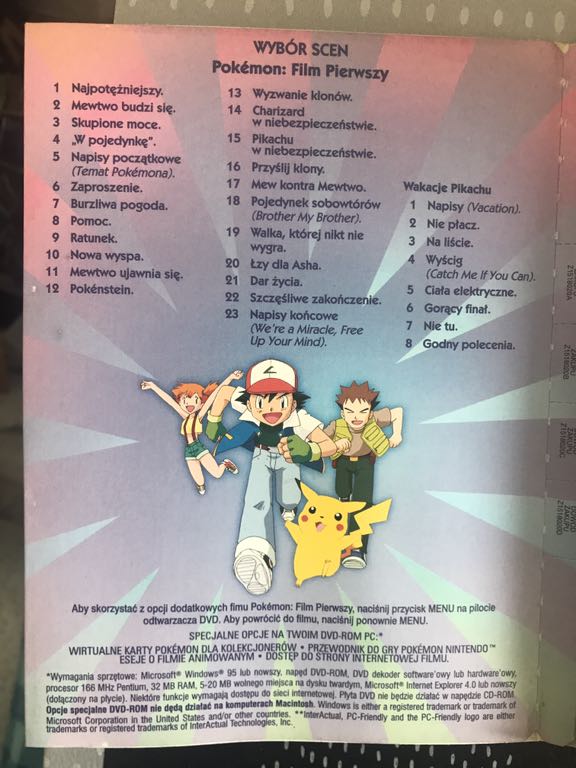 WYBÓR SCEN
Pokémon: Film Pierwszy
1 Najpotężniejszy.
2 Mewtwo budzi się.
3 Skupione moce.
4 „W pojedynkę”.
5 Napisy początkowe
(Temat Pokémona).
6 Zaproszenie.
7 Burzliwa pogoda.
8 Pomoc.
9 Ratunek.
10 Nowa wyspa.
11 Mewtwo ujawnia się.
12 Pokénstein.
13 Wyzwanie klonów.
14 Charizard
w niebezpieczeństwie.
15 Pikachu
w niebezpieczeństwie.
16 Przyślij klony.
17 Mew kontra Mewtwo.
18 Pojedynek sobowtórów
(Brother My Brother).
19 Walka, której nikt nie
wygra.
20 Łzy dla Asha.
21 Dar życia.
22 Szczęśliwe zakończenie.
23 Napisy końcowe
(We're a Miracle, Free
Up Your Mind).
Wakacje Pikachu
1 Napisy (Vacation).
2 Nie płacz.
3 Na liście.
4 Wyścig
(Catch Me If You Can).
5 Ciała elektryczne.
6 Gorący finał.
7 Nie tu.
8 Godny polecenia.
Aby skorzystać z opcji dodatkowych fimu Pokémon: Film Pierwszy, naciśnij przycisk MENU na pilocie
odtwarzacza DVD. Aby powrócić do filmu, naciśnij ponownie MENU.
SPECJALNE OPCJE NA TWOIM DVD-ROM PC:*
WIRTUALNE KARTY POKÉMON DLA KOLEKCJONERÓW • PRZEWODNIK DO GRY POKÉMON NINTENDO™
ESEJE O FILMIE ANIMOWANYM • DOSTĘP DO STRONY INTERNETOWEJ FILMU.
*Wymagania sprzętowe: Microsoft® Windows® 95 lub nowszy, napęd DVD-ROM, DVD dekoder software'owy lub hardware'owy,
procesor 166 MHz Pentium, 32 MB RAM, 5-20 MB wolnego miejsca na dysku twardym, Microsoft® Internet Explorer 4.0 lub nowszy
(dołączony na płycie). Niektóre funkcje wymagają dostępu do sieci internetowej. Płyta DVD nie będzie działać w napędzie CD-ROM.
Opcje specjalne DVD-ROM nie dędą działać na komputerach Macintosh. Windows is either a registered trademark or trademark of
Microsoft Corporation in the United States and/or other countries. **InterActual, PC-Friendly and the PC-Friendly logo are either
trademarks or registered trademarks of InterActual Technologies, Inc.
ZAKUPU
Z1518020B
ZAKUPU
Z1518020C
DOWÓD
ZAKUPU
Z1518020D